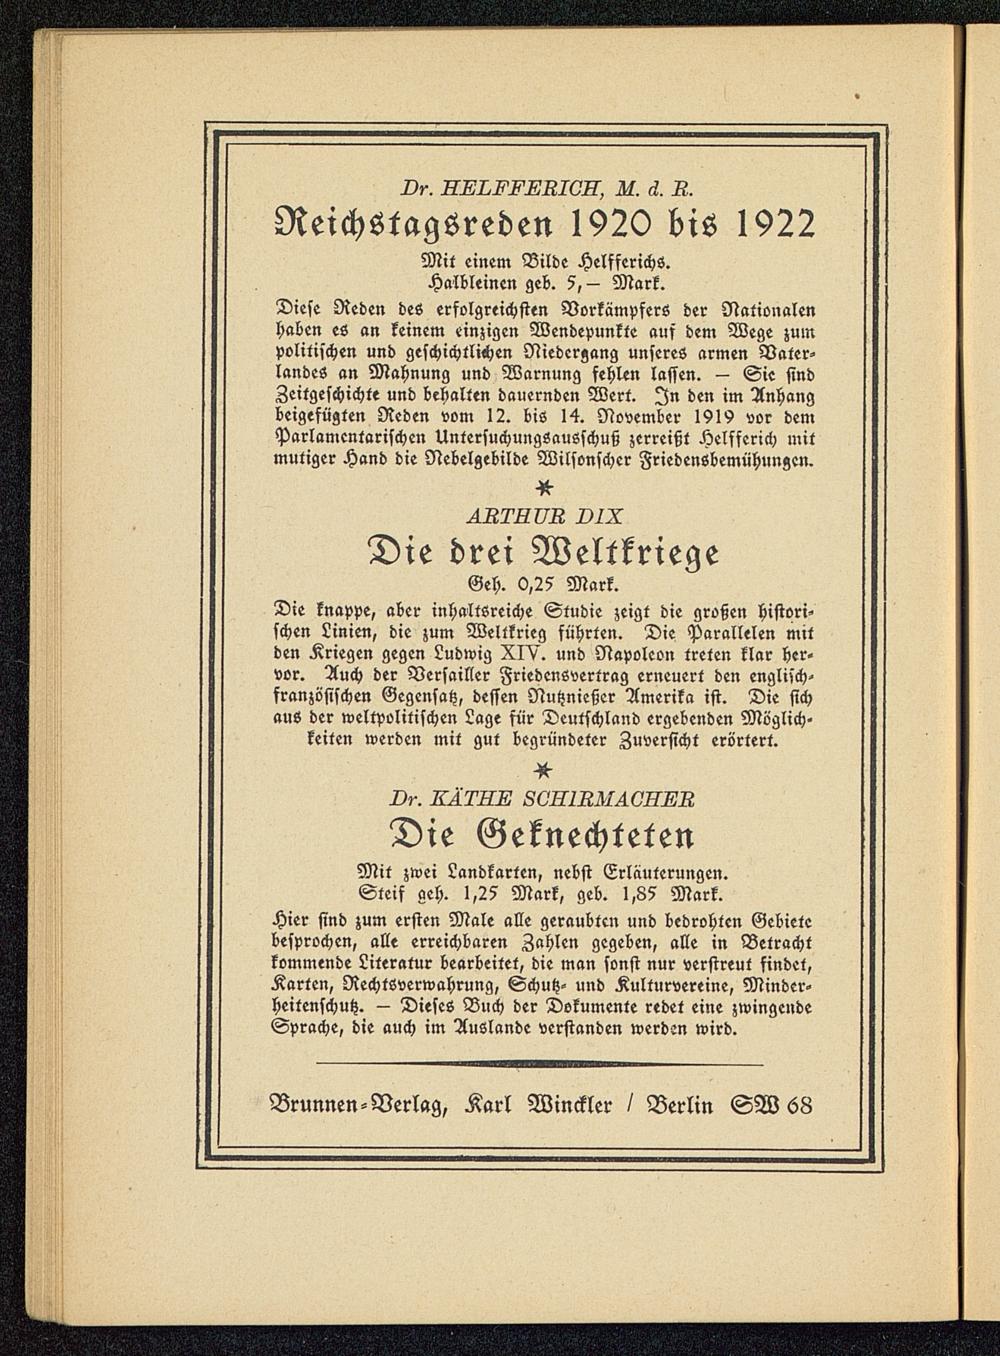 Dr. HELFFERICH, M. d. R.
Reichstagsreden 1920 bis 1922
Mit einem Bilde Helfferichs.
Halbleinen geb. 5,— Mark.
Diese Reden des erfolgreichsten Vorkämpfers der Nationalen
haben es an keinem einzigen Wendepunkte auf dem Wege zum
politischen und geschichtlichen Niedergang unseres armen Vater-
landes an Mahnung und Warnung fehlen lassen. — Sie sind
Zeitgeschichte und behalten dauernden Wert. In den im Anhang
beigefügten Reden vom 12. bis 14. November 1919 vor dem
Parlamentarischen Untersuchungsausschuß zerreißt Helfferich mit
mutiger Hand die Nebelgebilde Wilsonscher Friedensbemühungen.
*
ARTHUR DIX
Die drei Weltkriege
Geh. 0,25 Mark.
Die knappe, aber inhaltsreiche Studie zeigt die großen histori-
schen Linien, die zum Weltkrieg führten. Die Parallelen mit
den Kriegen gegen Ludwig XIV. und Napoleon treten klar her-
vor. Auch der Versailler Friedensvertrag erneuert den englisch-
französischen Gegensatz, dessen Nutznießer Amerika ist. Die sich
aus der weltpolitischen Lage für Deutschland ergebenden Möglich-
keiten werden mit gut begründeter Zuversicht erörtert.
*
Dr. KÄTHE SCHIRMACHER
Die Geknechteten
Mit zwei Landkarten, nebst Erläuterungen.
Steif geh. 1,25 Mark, geb. 1,85 Mark.
Hier sind zum ersten Male alle geraubten und bedrohten Gebiete
besprochen, alle erreichbaren Zahlen gegeben, alle in Betracht
kommende Literatur bearbeitet, die man sonst nur verstreut findet,
Karten, Rechtsverwahrung, Schutz- und Kulturvereine, Minder-
heitenschutz. — Dieses Buch der Dokumente redet eine zwingende
Sprache, die auch im Auslande verstanden werden wird.
Brunnen-Verlag, Karl Winckler / Berlin SW 68